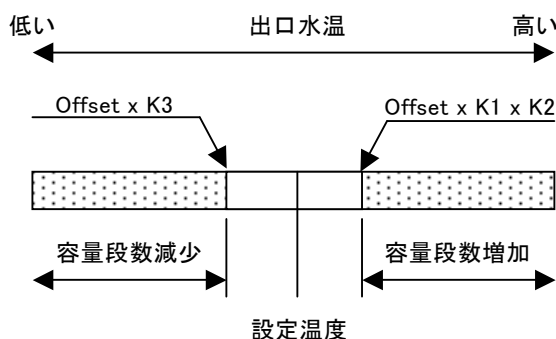 低い 出口水温 高い
Offset x K3 Offset x K1 x K2
容量段数減少 容量段数増加
設定温度